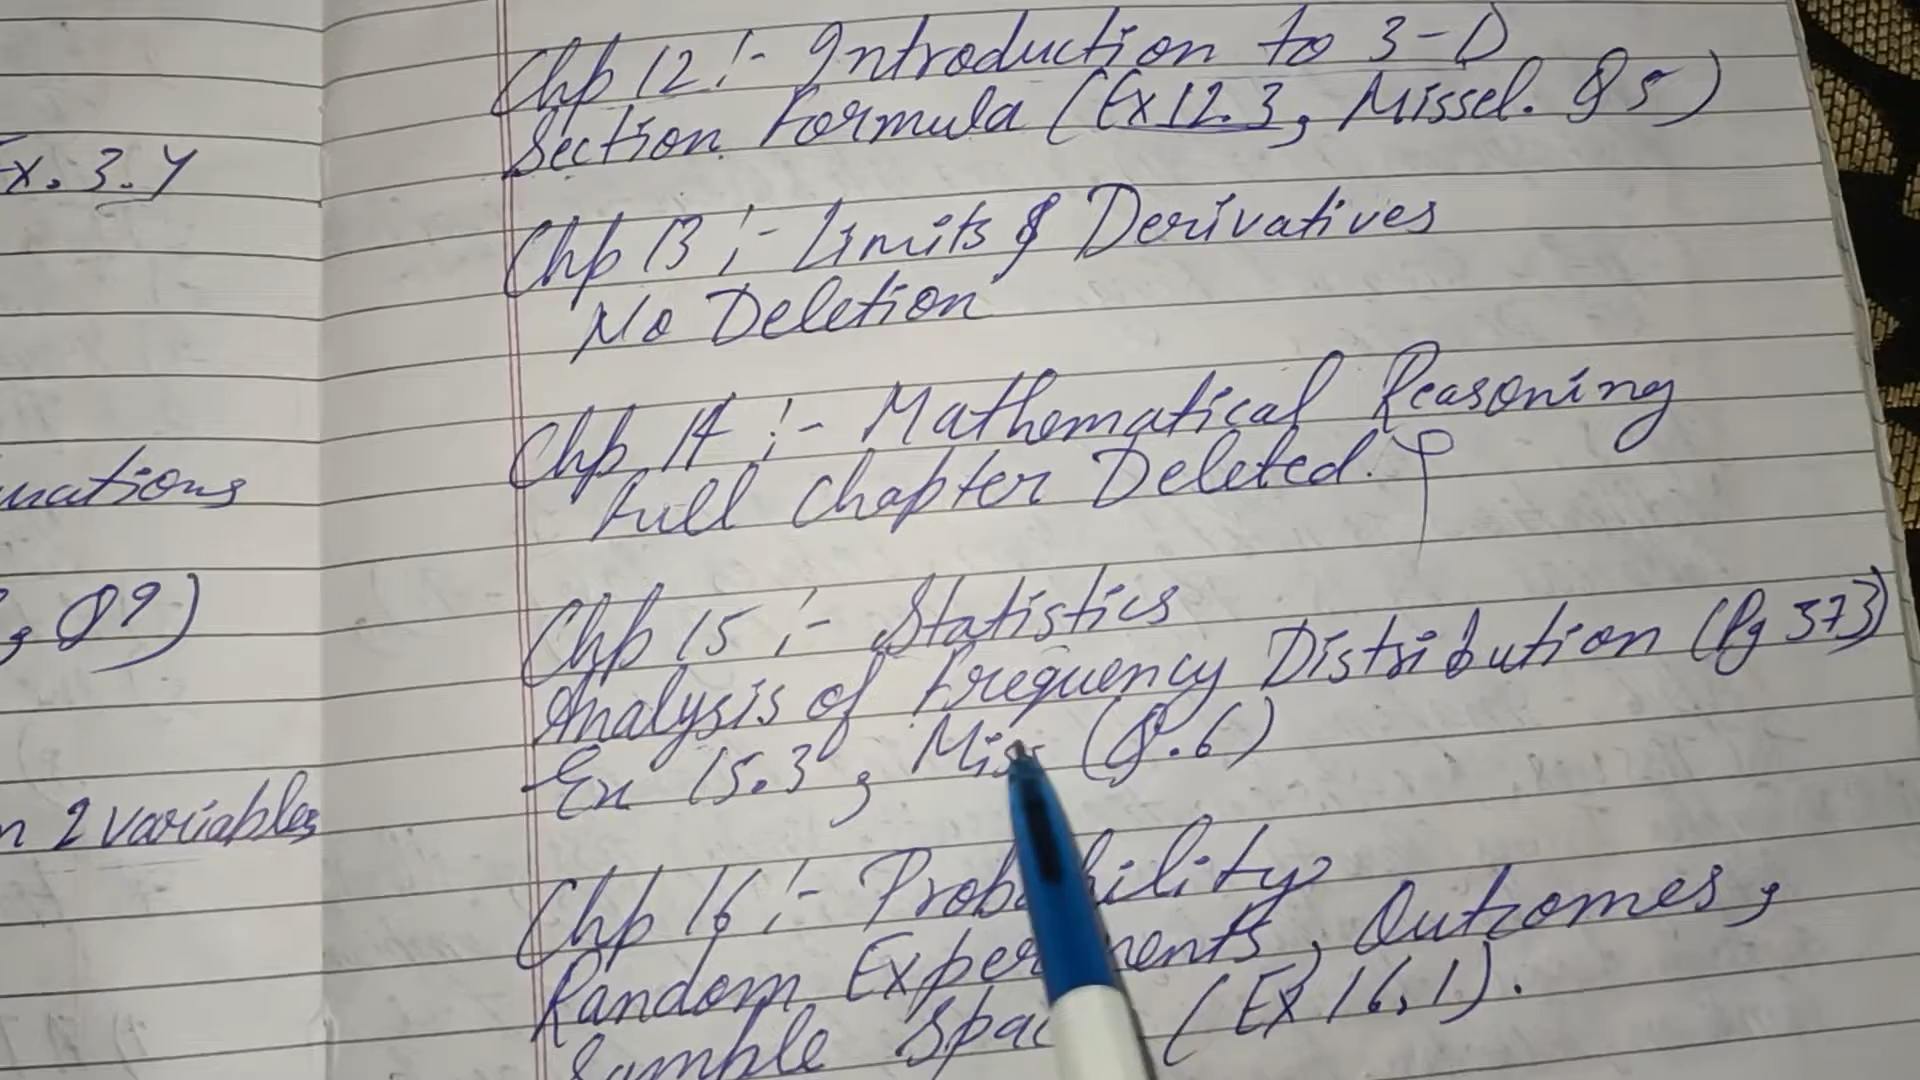 Ex. 3.4
Q9)
n 2 variables
Chp 12 :- Introduction to 3-D
Section Formula (Ex 12.3, Missel. Q5)
Chp 13 :- Limits & Derivatives
No Deletion
Chp 14 :- Mathematical Reasoning
Full Chapter Deleted.
Chp 15 :- Statistics
Analysis of Frequency Distribution (Pg 373)
Ex 15.3, Mis (Q.6)
Chp 16 :- Probability
Random Experiments, Outcomes,
Sample Space (Ex 16.1).